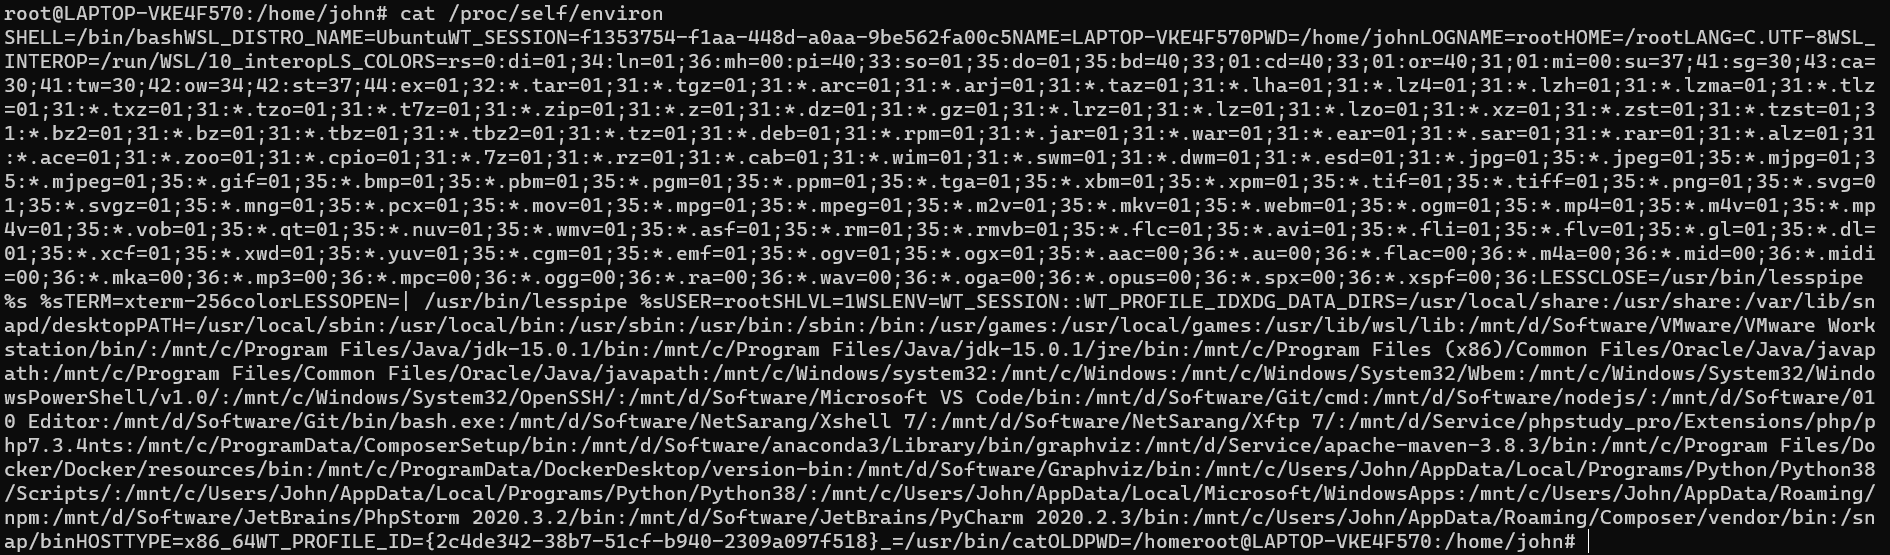 root@LAPTOP-VKE4F570:/home/john# cat /proc/self/environ
SHELL=/bin/bashWSL_DISTRO_NAME=UbuntuWT_SESSION=f1353754-f1aa-448d-a0aa-9be562fa00c5NAME=LAPTOP-VKE4F570PWD=/home/johnLOGNAME=rootHOME=/rootLANG=C.UTF-8WSL_
INTEROP=/run/WSL/10_interopLS_COLORS=rs=0:di=01;34:ln=01;36:mh=00:pi=40;33:so=01;35:do=01;35:bd=40;33;01:cd=40;33;01:or=40;31;01:mi=00:su=37;41:sg=30;43:ca=
30;41:tw=30;42:ow=34;42:st=37;44:ex=01;32:*.tar=01;31:*.tgz=01;31:*.arc=01;31:*.arj=01;31:*.taz=01;31:*.lha=01;31:*.lz4=01;31:*.lzh=01;31:*.lzma=01;31:*.tlz
=01;31:*.txz=01;31:*.tzo=01;31:*.t7z=01;31:*.zip=01;31:*.z=01;31:*.dz=01;31:*.gz=01;31:*.lrz=01;31:*.lz=01;31:*.lzo=01;31:*.xz=01;31:*.zst=01;31:*.tzst=01;3
1:*.bz2=01;31:*.bz=01;31:*.tbz=01;31:*.tbz2=01;31:*.tz=01;31:*.deb=01;31:*.rpm=01;31:*.jar=01;31:*.war=01;31:*.ear=01;31:*.sar=01;31:*.rar=01;31:*.alz=01;31
:*.ace=01;31:*.zoo=01;31:*.cpio=01;31:*.7z=01;31:*.rz=01;31:*.cab=01;31:*.wim=01;31:*.swm=01;31:*.dwm=01;31:*.esd=01;31:*.jpg=01;35:*.jpeg=01;35:*.mjpg=01;3
5:*.mjpeg=01;35:*.gif=01;35:*.bmp=01;35:*.pbm=01;35:*.pgm=01;35:*.ppm=01;35:*.tga=01;35:*.xbm=01;35:*.xpm=01;35:*.tif=01;35:*.tiff=01;35:*.png=01;35:*.svg=0
1;35:*.svgz=01;35:*.mng=01;35:*.pcx=01;35:*.mov=01;35:*.mpg=01;35:*.mpeg=01;35:*.m2v=01;35:*.mkv=01;35:*.webm=01;35:*.ogm=01;35:*.mp4=01;35:*.m4v=01;35:*.mp
4v=01;35:*.vob=01;35:*.qt=01;35:*.nuv=01;35:*.wmv=01;35:*.asf=01;35:*.rm=01;35:*.rmvb=01;35:*.flc=01;35:*.avi=01;35:*.fli=01;35:*.flv=01;35:*.gl=01;35:*.dl=
01;35:*.xcf=01;35:*.xwd=01;35:*.yuv=01;35:*.cgm=01;35:*.emf=01;35:*.ogv=01;35:*.ogx=01;35:*.aac=00;36:*.au=00;36:*.flac=00;36:*.m4a=00;36:*.mid=00;36:*.midi
=00;36:*.mka=00;36:*.mp3=00;36:*.mpc=00;36:*.ogg=00;36:*.ra=00;36:*.wav=00;36:*.oga=00;36:*.opus=00;36:*.spx=00;36:*.xspf=00;36:LESSCLOSE=/usr/bin/lesspipe
%s %sTERM=xterm-256colorLESSOPEN=| /usr/bin/lesspipe %sUSER=rootSHLVL=1WSLENV=WT_SESSION::WT_PROFILE_IDXDG_DATA_DIRS=/usr/local/share:/usr/share:/var/lib/sn
apd/desktopPATH=/usr/local/sbin:/usr/local/bin:/usr/sbin:/usr/bin:/sbin:/bin:/usr/games:/usr/local/games:/usr/lib/wsl/lib:/mnt/d/Software/VMware/VMware Work
station/bin/:/mnt/c/Program Files/Java/jdk-15.0.1/bin:/mnt/c/Program Files/Java/jdk-15.0.1/jre/bin:/mnt/c/Program Files (x86)/Common Files/Oracle/Java/javap
ath:/mnt/c/Program Files/Common Files/Oracle/Java/javapath:/mnt/c/Windows/system32:/mnt/c/Windows:/mnt/c/Windows/System32/Wbem:/mnt/c/Windows/System32/Windo
wsPowerShell/v1.0/:/mnt/c/Windows/System32/OpenSSH/:/mnt/d/Software/Microsoft VS Code/bin:/mnt/d/Software/Git/cmd:/mnt/d/Software/nodejs/:/mnt/d/Software/01
0 Editor:/mnt/d/Software/Git/bin/bash.exe:/mnt/d/Software/NetSarang/Xshell 7/:/mnt/d/Software/NetSarang/Xftp 7/:/mnt/d/Service/phpstudy_pro/Extensions/php/p
hp7.3.4nts:/mnt/c/ProgramData/ComposerSetup/bin:/mnt/d/Software/anaconda3/Library/bin/graphviz:/mnt/d/Service/apache-maven-3.8.3/bin:/mnt/c/Program Files/Do
cker/Docker/resources/bin:/mnt/c/ProgramData/DockerDesktop/version-bin:/mnt/d/Software/Graphviz/bin:/mnt/c/Users/John/AppData/Local/Programs/Python/Python38
/Scripts/:/mnt/c/Users/John/AppData/Local/Programs/Python/Python38/:/mnt/c/Users/John/AppData/Local/Microsoft/WindowsApps:/mnt/c/Users/John/AppData/Roaming/
npm:/mnt/d/Software/JetBrains/PhpStorm 2020.3.2/bin:/mnt/d/Software/JetBrains/PyCharm 2020.2.3/bin:/mnt/c/Users/John/AppData/Roaming/Composer/vendor/bin:/sn
ap/binHOSTTYPE=x86_64WT_PROFILE_ID={2c4de342-38b7-51cf-b940-2309a097f518}_=/usr/bin/catOLDPWD=/homeroot@LAPTOP-VKE4F570:/home/john#